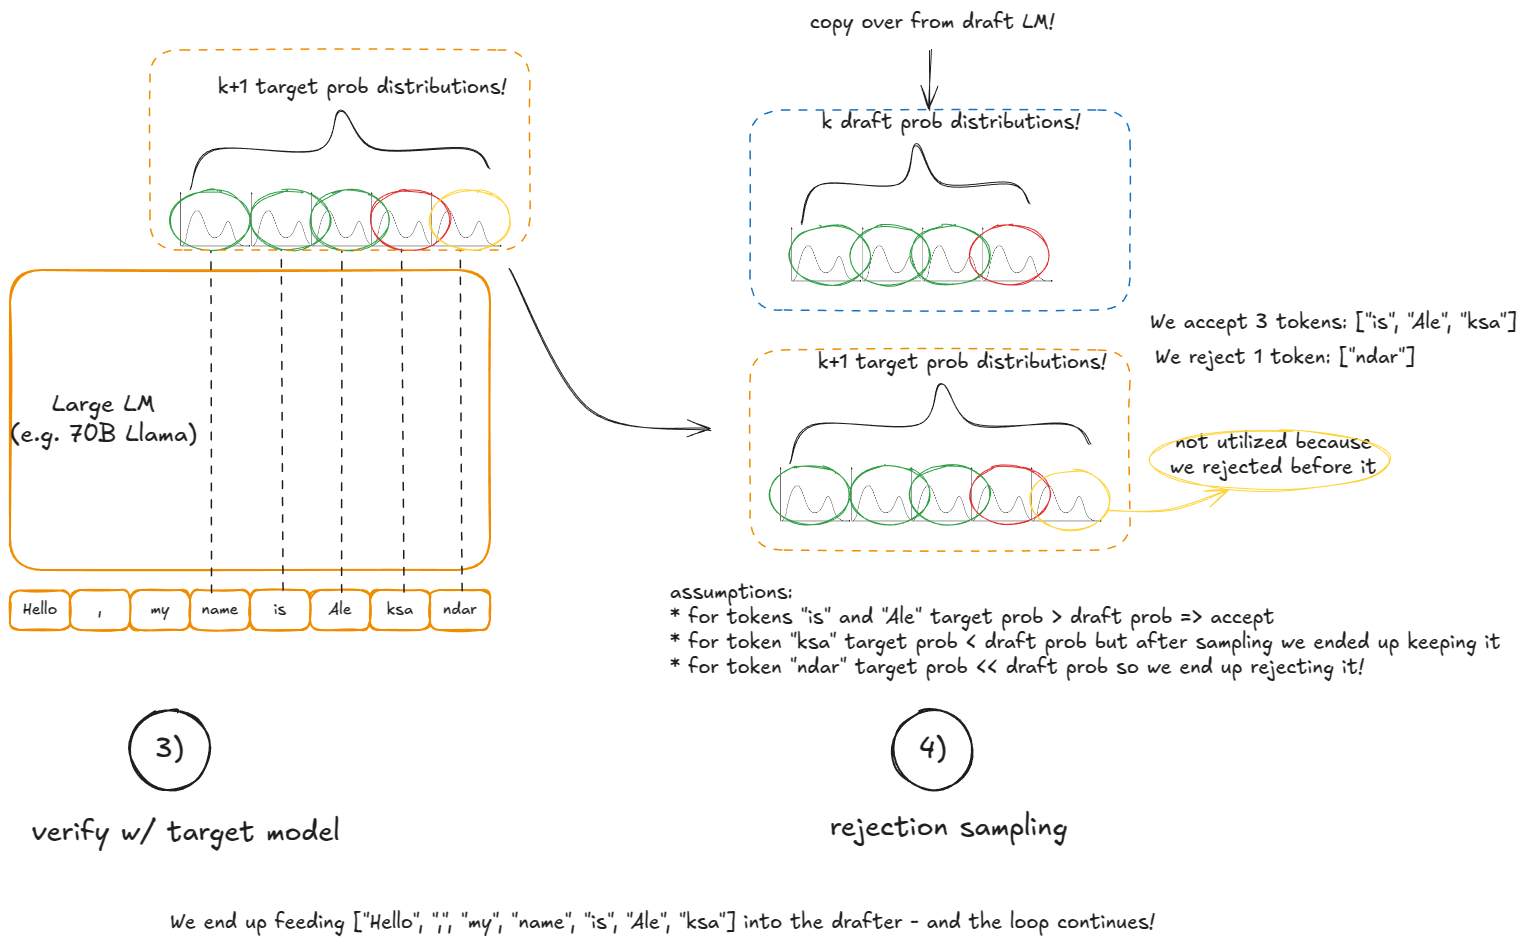 copy over from draft LM!
k+1 target prob distributions!
k draft prob distributions!
We accept 3 tokens: ["is", "Ale", "ksa"]
We reject 1 token: ["ndar"]
k+1 target prob distributions!
Large LM
(e.g. 70B Llama)
not utilized because
we rejected before it
Hello
,
my
name
is
Ale
ksa
ndar
assumptions:
* for tokens "is" and "Ale" target prob > draft prob => accept
* for token "ksa" target prob < draft prob but after sampling we ended up keeping it
* for token "ndar" target prob << draft prob so we end up rejecting it!
3)
verify w/ target model
4)
rejection sampling
We end up feeding ["Hello", ",", "my", "name", "is", "Ale", "ksa"] into the drafter - and the loop continues!